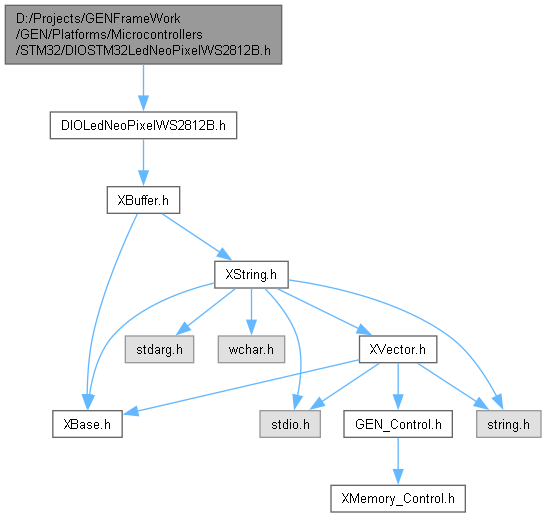 D:/Projects/GENFrameWork
/GEN/Platforms/Microcontrollers
/STM32/DIOSTM32LedNeoPixelWS2812B.h
DIOLedNeoPixelWS2812B.h
XBuffer.h
XString.h
stdarg.h
wchar.h
XVector.h
XBase.h
stdio.h
GEN_Control.h
string.h
XMemory_Control.h